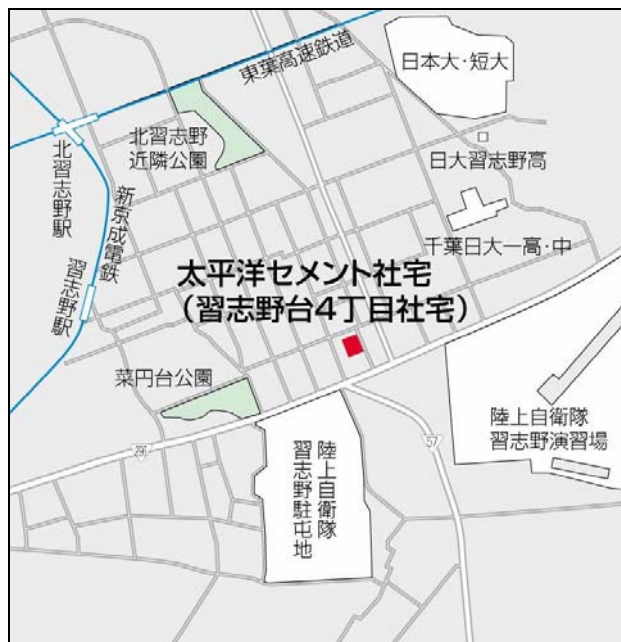 東葉高速鉄道
日本大・短大
北習志野
近隣公園
日大習志野高
北習志野駅
新京成電鉄
千葉日大一高・中
習志野駅
太平洋セメント社宅
(習志野台4丁目社宅)
菜円台公園
陸上自衛隊
習志野演習場
57
陸上自衛隊
習志野駐屯地